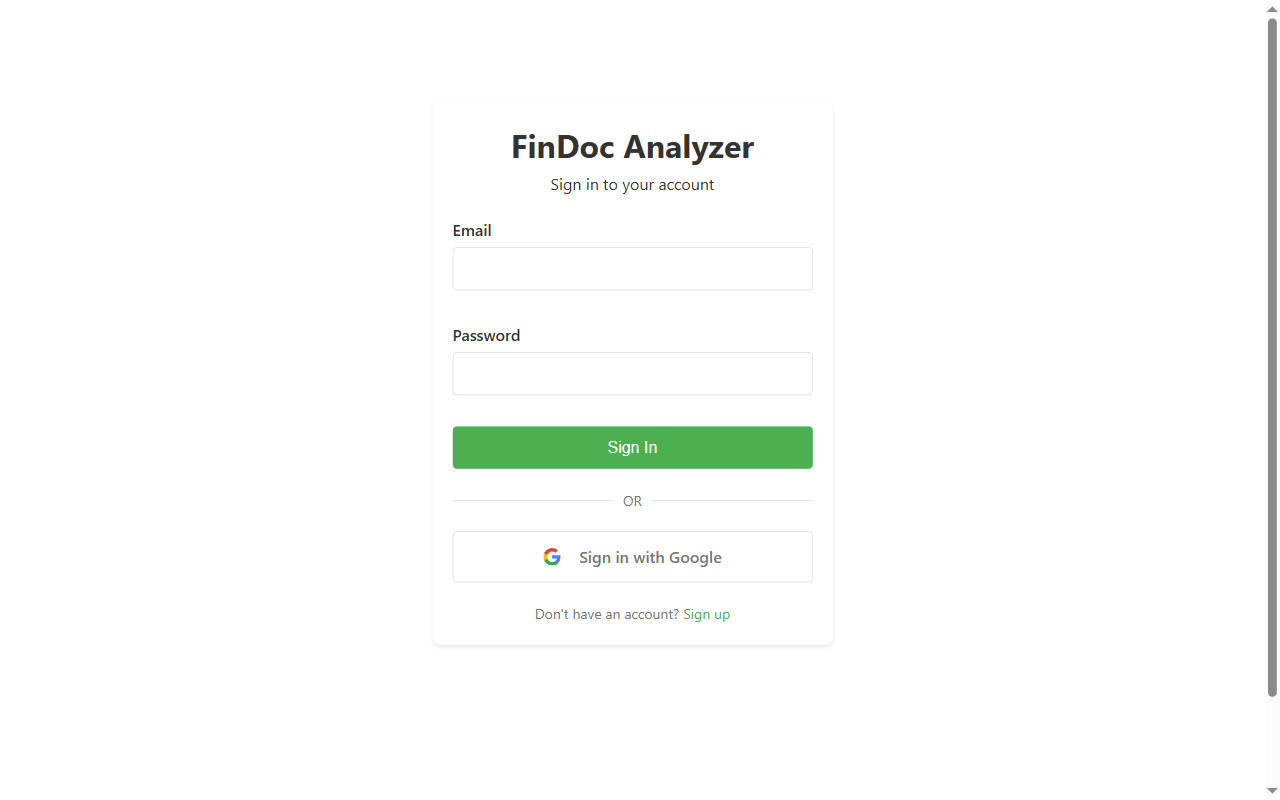 FinDoc Analyzer
Sign in to your account
Email
Password
Sign In
OR
Sign in with Google
Don't have an account? Sign up